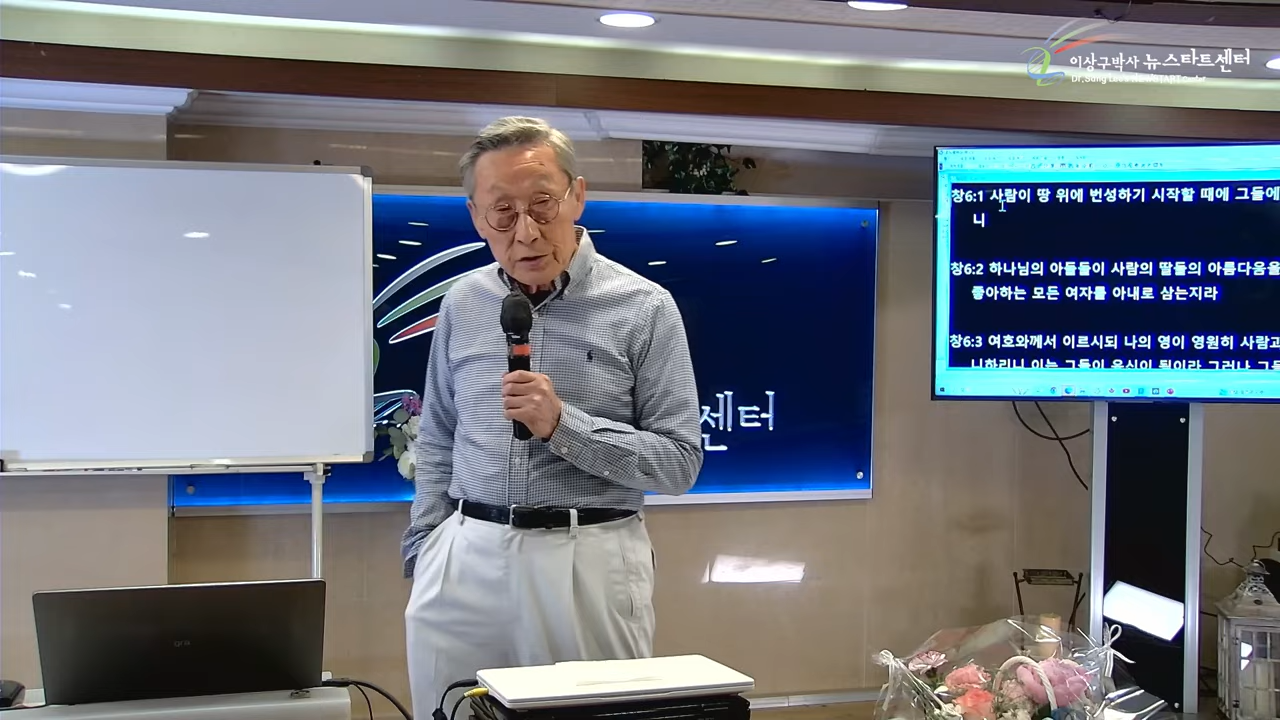 이상구박사 뉴스타트센터
창6:1 사람이 땅 위에 번성하기 시작할 때에 그들에
니
창6:2 하나님의 아들들이 사람의 딸들의 아름다움을
좋아하는 모든 여자를 아내로 삼는지라
창6:3 여호와께서 이르시되 나의 영이 영원히 사람과
센터
gram